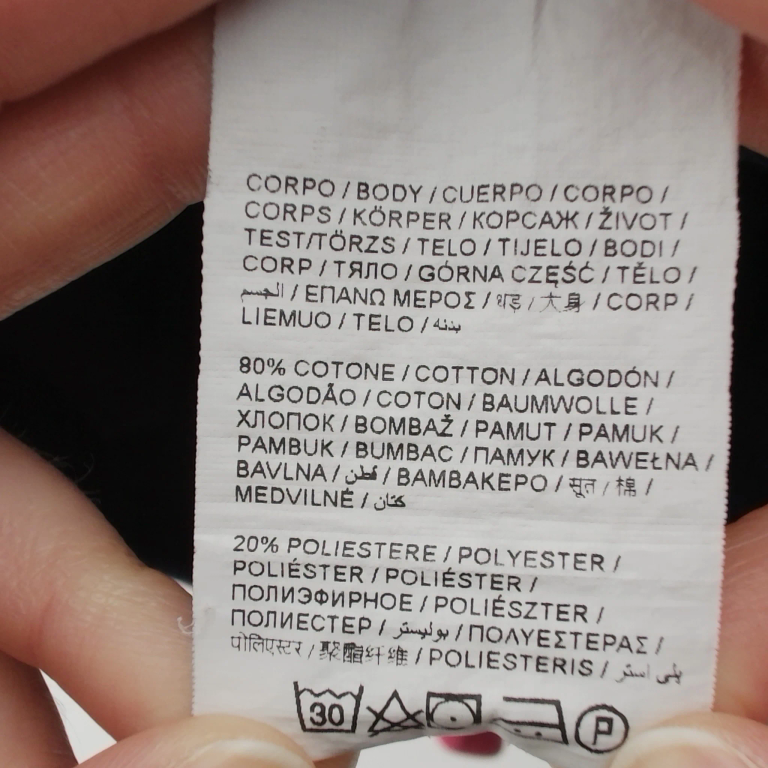 CORPO / BODY / CUERPO / CORPO /
CORPS / KÖRPER / КОРСАЖ / ŽIVOT /
TEST/TÖRZS / TELO / TIJELO / BODI /
CORP / ТЯЛО / GÓRNA CZĘŚĆ / TĚLO /
الجسم / ΕΠΑΝΩ ΜΕΡΟΣ / धड़ / 大身 / CORP /
LIEMUO / TELO / بدنه
80% COTONE / COTTON / ALGODÓN /
ALGODÃO / COTON / BAUMWOLLE /
ХЛОПОК / BOMBAŽ / PAMUT / PAMUK /
PAMBUK / BUMBAC / ПАМУК / BAWEŁNA /
BAVLNA / قطن / ΒΑΜΒΑΚΕΡΟ / सूत / 棉 /
MEDVILNĖ / کتان
20% POLIESTERE / POLYESTER /
POLIÉSTER / POLIÉSTER /
ПОЛИЭФИРНОЕ / POLIÉSZTER /
ПОЛИЕСТЕР / بوليستر / ΠΟΛΥΕΣΤΕΡΑΣ /
पोलिएस्टर / 聚酯纤维 / POLIESTERIS / پلی استر
30 P